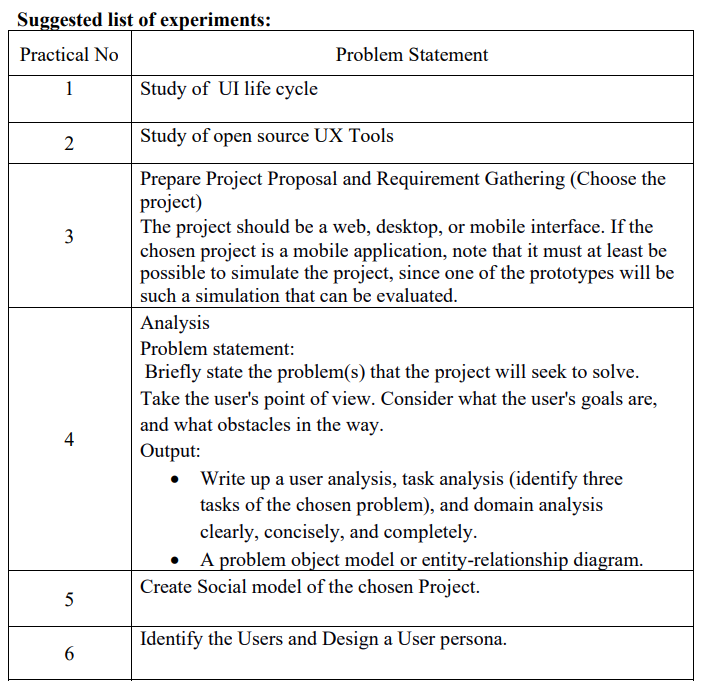 Suggested list of experiments:
Practical No Problem Statement
1 Study of UI life cycle
2 Study of open source UX Tools
3 Prepare Project Proposal and Requirement Gathering (Choose the
project)
The project should be a web, desktop, or mobile interface. If the
chosen project is a mobile application, note that it must at least be
possible to simulate the project, since one of the prototypes will be
such a simulation that can be evaluated.
4 Analysis
Problem statement:
Briefly state the problem(s) that the project will seek to solve.
Take the user's point of view. Consider what the user's goals are,
and what obstacles in the way.
Output:
• Write up a user analysis, task analysis (identify three
tasks of the chosen problem), and domain analysis
clearly, concisely, and completely.
• A problem object model or entity-relationship diagram.
5 Create Social model of the chosen Project.
6 Identify the Users and Design a User persona.